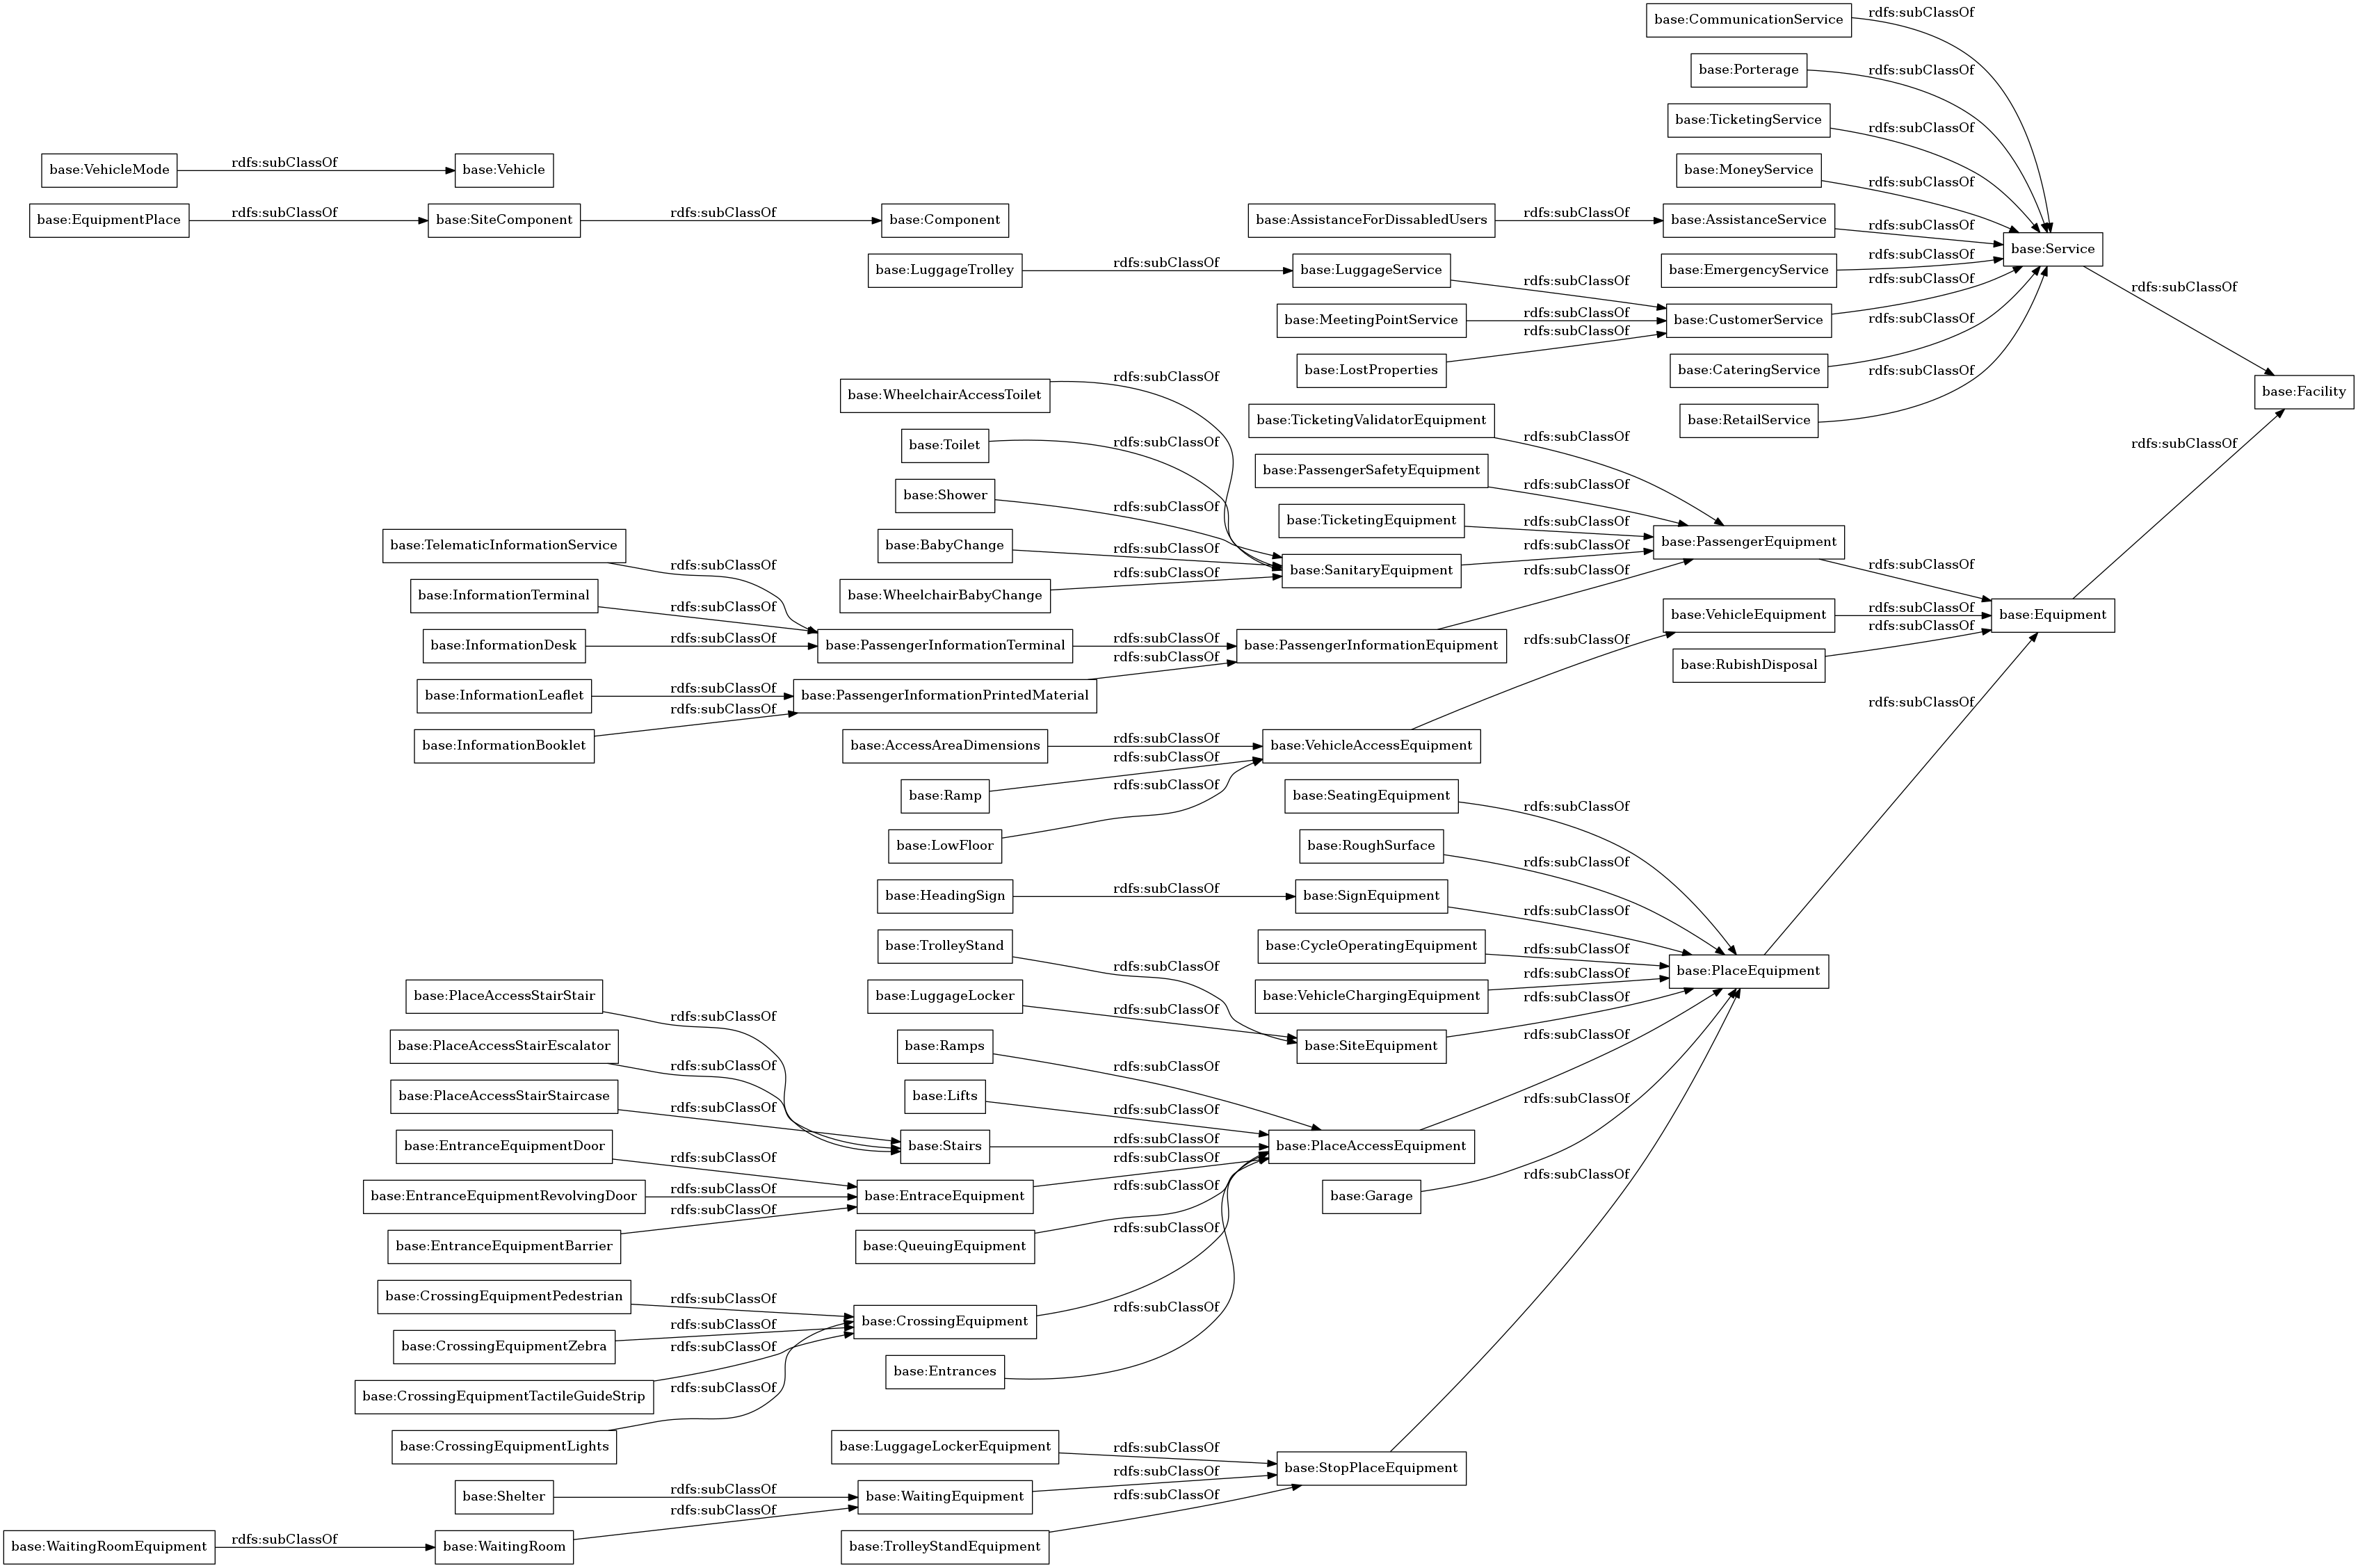 base:CommunicationService
rdfs:subClassOf
base:Porterage
rdfs:subClassOf
base:TicketingService
rdfs:subClassOf
base:VehicleMode
rdfs:subClassOf
base:Vehicle
base:MoneyService
rdfs:subClassOf
base:EquipmentPlace
rdfs:subClassOf
base:SiteComponent
rdfs:subClassOf
base:Component
base:AssistanceForDissabledUsers
rdfs:subClassOf
base:AssistanceService
rdfs:subClassOf
base:Service
base:LuggageTrolley
rdfs:subClassOf
base:LuggageService
rdfs:subClassOf
base:EmergencyService
rdfs:subClassOf
rdfs:subClassOf
base:MeetingPointService
rdfs:subClassOf
base:CustomerService
rdfs:subClassOf
base:LostProperties
rdfs:subClassOf
base:CateringService
rdfs:subClassOf
base:Facility
base:WheelchairAccessToilet
rdfs:subClassOf
base:TicketingValidatorEquipment
rdfs:subClassOf
base:RetailService
rdfs:subClassOf
rdfs:subClassOf
base:Toilet
rdfs:subClassOf
base:PassengerSafetyEquipment
rdfs:subClassOf
base:Shower
rdfs:subClassOf
base:TicketingEquipment
rdfs:subClassOf
base:PassengerEquipment
rdfs:subClassOf
base:TelematicInformationService
rdfs:subClassOf
base:BabyChange
rdfs:subClassOf
base:SanitaryEquipment
rdfs:subClassOf
base:InformationTerminal
rdfs:subClassOf
base:WheelchairBabyChange
rdfs:subClassOf
rdfs:subClassOf
base:VehicleEquipment
rdfs:subClassOf
base:Equipment
base:InformationDesk
rdfs:subClassOf
base:PassengerInformationTerminal
rdfs:subClassOf
base:PassengerInformationEquipment
rdfs:subClassOf
base:RubishDisposal
rdfs:subClassOf
base:InformationLeaflet
rdfs:subClassOf
base:PassengerInformationPrintedMaterial
rdfs:subClassOf
base:InformationBooklet
rdfs:subClassOf
base:AccessAreaDimensions
rdfs:subClassOf
base:VehicleAccessEquipment
rdfs:subClassOf
base:Ramp
rdfs:subClassOf
base:SeatingEquipment
rdfs:subClassOf
base:LowFloor
rdfs:subClassOf
base:RoughSurface
rdfs:subClassOf
base:HeadingSign
rdfs:subClassOf
base:SignEquipment
rdfs:subClassOf
base:TrolleyStand
rdfs:subClassOf
base:CycleOperatingEquipment
rdfs:subClassOf
base:PlaceEquipment
base:PlaceAccessStairStair
rdfs:subClassOf
base:LuggageLocker
rdfs:subClassOf
base:VehicleChargingEquipment
rdfs:subClassOf
base:PlaceAccessStairEscalator
rdfs:subClassOf
base:Ramps
rdfs:subClassOf
base:SiteEquipment
rdfs:subClassOf
base:PlaceAccessStairStaircase
rdfs:subClassOf
base:Lifts
rdfs:subClassOf
rdfs:subClassOf
base:EntranceEquipmentDoor
rdfs:subClassOf
base:Stairs
rdfs:subClassOf
base:PlaceAccessEquipment
rdfs:subClassOf
base:EntranceEquipmentRevolvingDoor
rdfs:subClassOf
base:EntraceEquipment
rdfs:subClassOf
base:Garage
rdfs:subClassOf
base:EntranceEquipmentBarrier
rdfs:subClassOf
base:QueuingEquipment
rdfs:subClassOf
base:CrossingEquipmentPedestrian
rdfs:subClassOf
base:CrossingEquipment
rdfs:subClassOf
base:CrossingEquipmentZebra
rdfs:subClassOf
base:Entrances
rdfs:subClassOf
base:CrossingEquipmentTactileGuideStrip
rdfs:subClassOf
base:CrossingEquipmentLights
rdfs:subClassOf
base:LuggageLockerEquipment
rdfs:subClassOf
base:StopPlaceEquipment
rdfs:subClassOf
base:Shelter
rdfs:subClassOf
base:WaitingEquipment
rdfs:subClassOf
base:WaitingRoomEquipment
rdfs:subClassOf
base:WaitingRoom
rdfs:subClassOf
base:TrolleyStandEquipment
rdfs:subClassOf